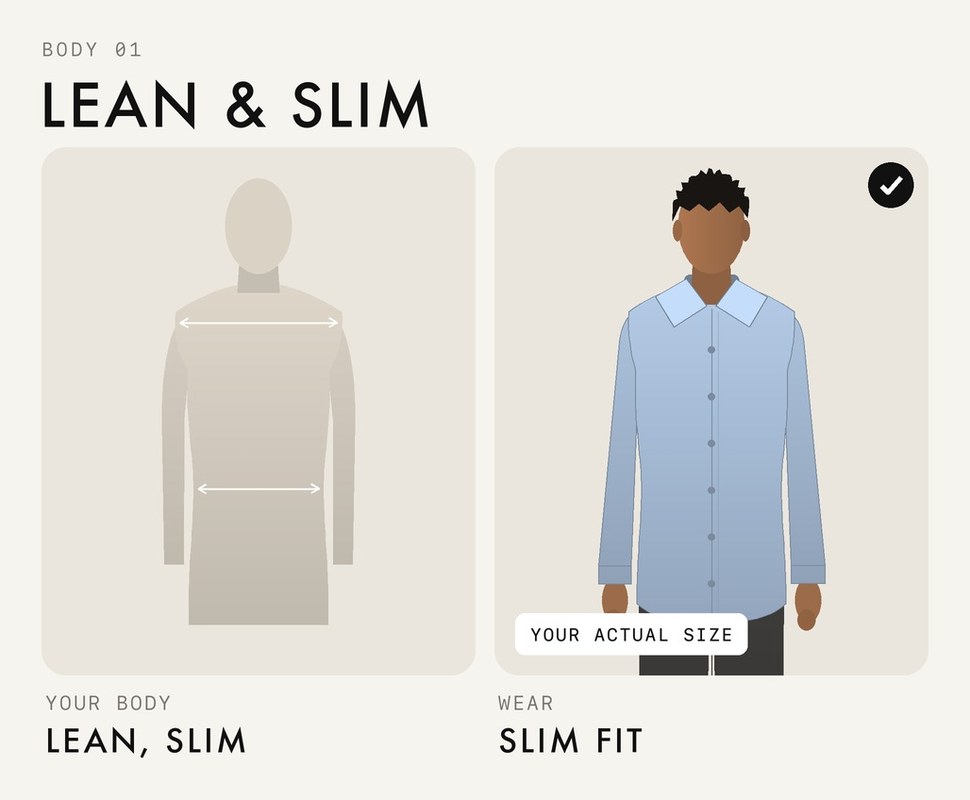 BODY 01
LEAN & SLIM
YOUR ACTUAL SIZE
YOUR BODY
LEAN, SLIM
WEAR
SLIM FIT